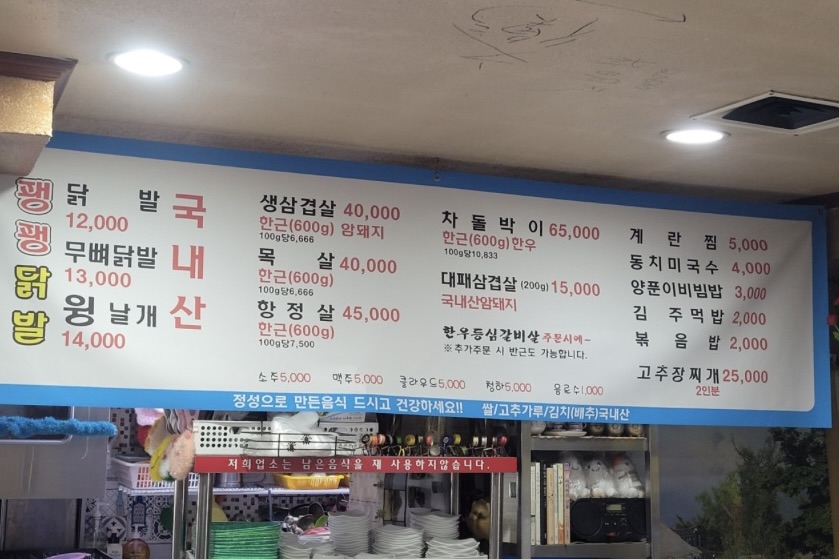 꽹꽹닭발
닭 발
12,000
무뼈닭발
13,000
윙 날개
14,000
국내산
생삼겹살 40,000
한근(600g) 암돼지
100g당6,666
목 살 40,000
한근(600g)
100g당6,666
항정살 45,000
한근(600g)
100g당7,500
차돌박이 65,000
한근(600g)한우
100g당10,833
대패삼겹살 (200g) 15,000
국내산암돼지
한우등심갈비살 주문시에~
※ 추가주문 시 반근도 가능합니다.
계란찜 5,000
동치미국수 4,000
양푼이비빔밥 3,000
김주먹밥 2,000
볶음밥 2,000
고추장찌개 25,000
2인분
소주5,000 맥주5,000 클라우드5,000 청하5,000 음료수1,000
정성으로 만든음식 드시고 건강하세요!! 쌀/고추가루/김치(배추)국내산
저희업소는 남은음식을 재 사용하지않습니다.